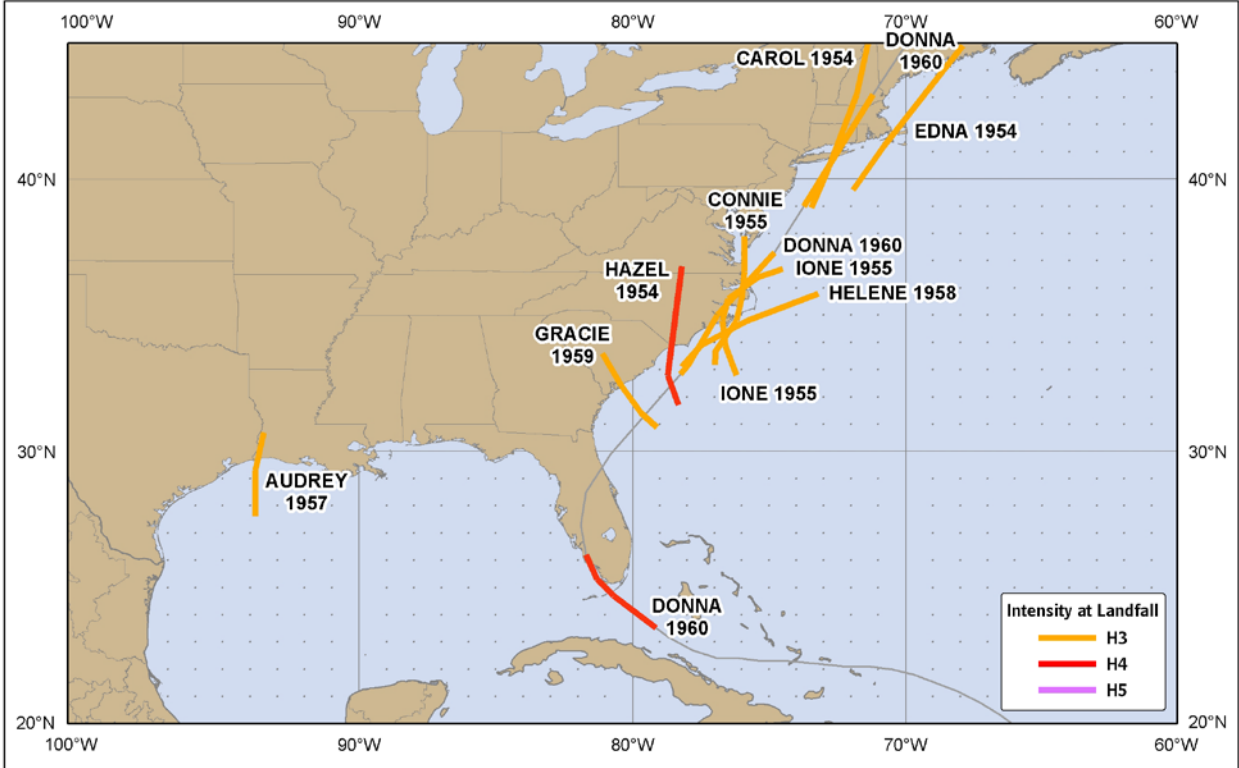 100°W 90°W 80°W 70°W 60°W
CAROL 1954
DONNA
1960
EDNA 1954
40°N 40°N
CONNIE
1955
DONNA 1960
IONE 1955
HAZEL
1954
HELENE 1958
GRACIE
1959
IONE 1955
30°N 30°N
AUDREY
1957
DONNA
1960
Intensity at Landfall
H3
H4
H5
20°N 20°N
100°W 90°W 80°W 70°W 60°W